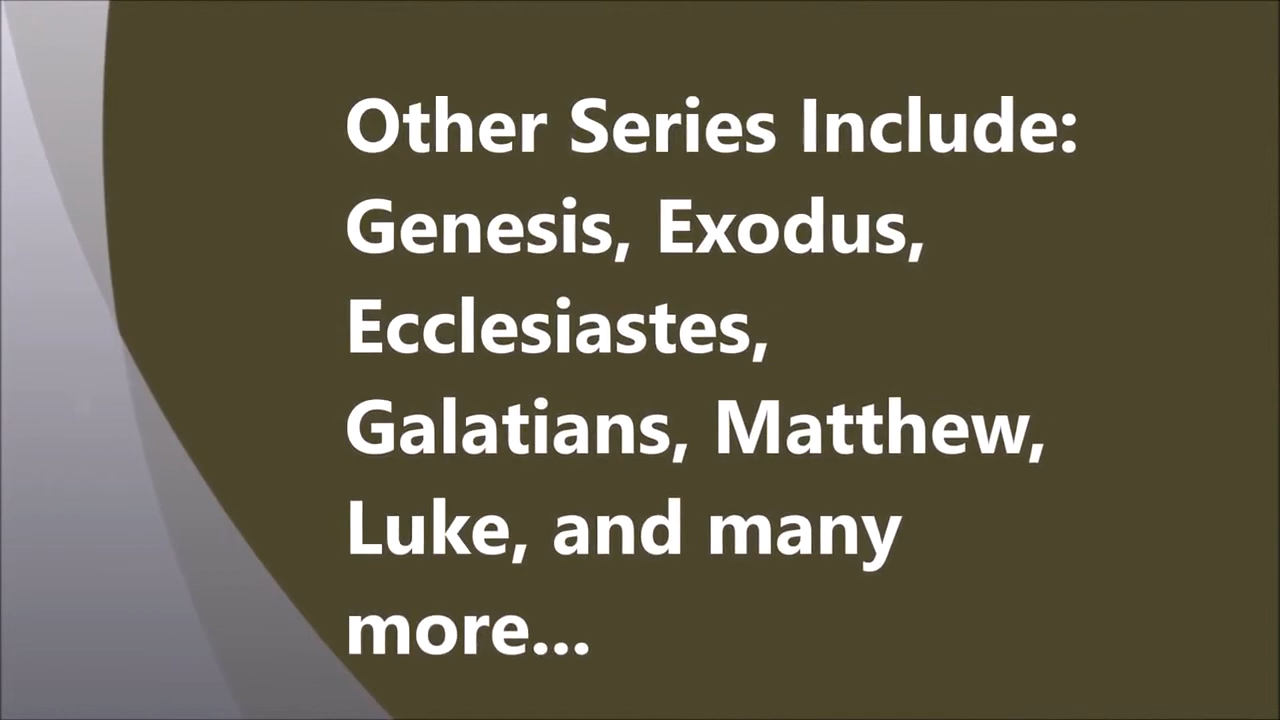 Other Series Include:
Genesis, Exodus,
Ecclesiastes,
Galatians, Matthew,
Luke, and many
more...